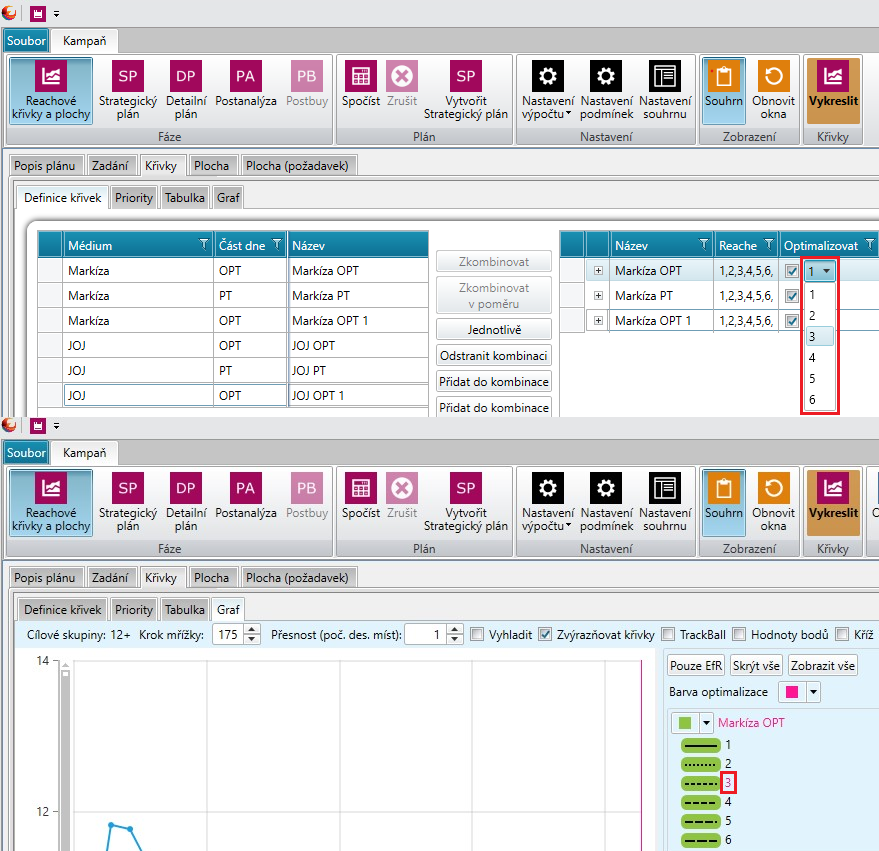 Soubor Kampaň
SP DP PA PB SP
Reachové křivky a plochy Strategický plán Detailní plán Postanalýza Postbuy Spočíst Zrušit Vytvořit Strategický plán Nastavení výpočtu Nastavení podmínek Nastavení souhrnu Souhrn Obnovit okna Vykreslit
Fáze Plán Nastavení Zobrazení Křivky
Popis plánu Zadání Křivky Plocha Plocha (požadavek)
Definice křivek Priority Tabulka Graf
Médium Část dne Název Název Reache Optimalizovat
Markíza OPT Markíza OPT Zkombinovat Markíza OPT 1,2,3,4,5,6, 1
Markíza PT Markíza PT Zkombinovat v poměru Markíza PT 1,2,3,4,5,6, 1
Markíza OPT Markíza OPT 1 Jednotlivě Markíza OPT 1 1,2,3,4,5,6, 2
JOJ OPT JOJ OPT Odstranit kombinaci 3
JOJ PT JOJ PT Přidat do kombinace 4
JOJ OPT JOJ OPT 1 Přidat do kombinace 5
6
Soubor Kampaň
SP DP PA PB SP
Reachové křivky a plochy Strategický plán Detailní plán Postanalýza Postbuy Spočíst Zrušit Vytvořit Strategický plán Nastavení výpočtu Nastavení podmínek Nastavení souhrnu Souhrn Obnovit okna Vykreslit
Fáze Plán Nastavení Zobrazení Křivky
Popis plánu Zadání Křivky Plocha Plocha (požadavek)
Definice křivek Priority Tabulka Graf
Cílové skupiny: 12+ Krok mřížky: 175 Přesnost (poč. des. míst): 1 Vyhladit Zvýrazňovat křivky TrackBall Hodnoty bodů Kříž
14 Pouze EfR Skrýt vše Zobrazit vše
Barva optimalizace
Markíza OPT
1
2
3
12 4
5
6